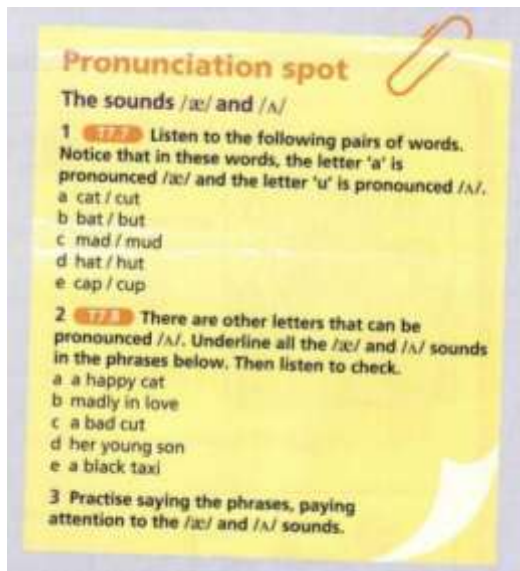 Pronunciation spot
The sounds /æ/ and /ʌ/
1 T7.7 Listen to the following pairs of words.
Notice that in these words, the letter 'a' is
pronounced /æ/ and the letter 'u' is pronounced /ʌ/.
a cat / cut
b bat / but
c mad / mud
d hat / hut
e cap / cup
2 T7.8 There are other letters that can be
pronounced /ʌ/. Underline all the /æ/ and /ʌ/ sounds
in the phrases below. Then listen to check.
a a happy cat
b madly in love
c a bad cut
d her young son
e a black taxi
3 Practise saying the phrases, paying
attention to the /æ/ and /ʌ/ sounds.